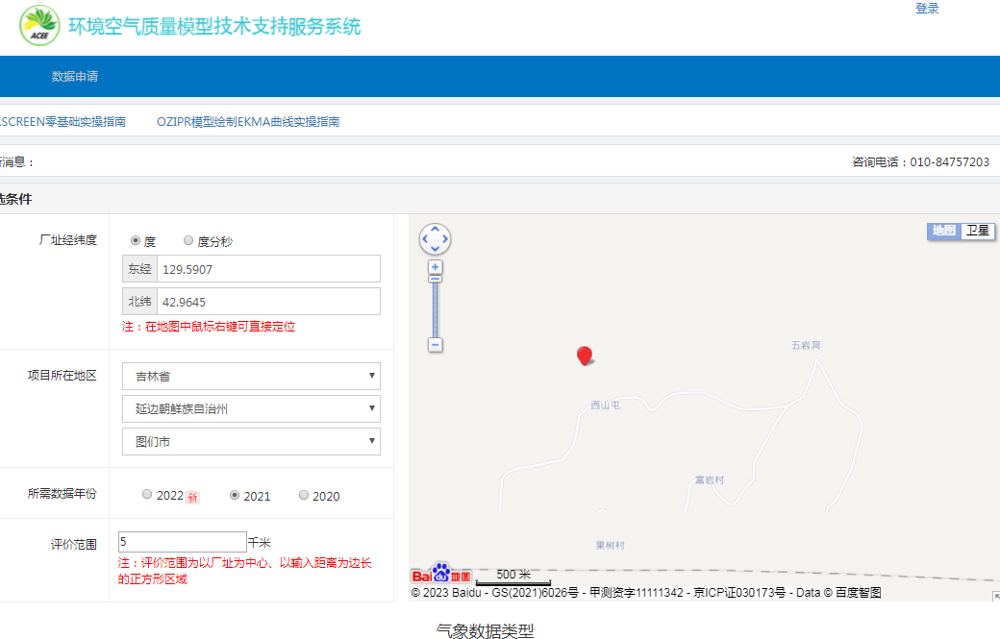 登录
ACEE 环境空气质量模型技术支持服务系统
数据申请
SCREEN零基础实操指南 OZIPR模型绘制EKMA曲线实操指南
消息： 咨询电话：010-84757203
选条件
厂址经纬度 度 度分秒
东经 129.5907
北纬 42.9645
注：在地图中鼠标右键可直接定位
项目所在地区 吉林省
延边朝鲜族自治州
图们市
所需数据年份 2022新 2021 2020
评价范围 5 千米
注：评价范围为以厂址为中心、以输入距离为边长
的正方形区域
地图 卫星
五岩洞
西山屯
富岩村
果树村
Bai du 地图 500 米
© 2023 Baidu - GS(2021)6026号 - 甲测资字11111342 - 京ICP证030173号 - Data © 百度智图
气象数据类型